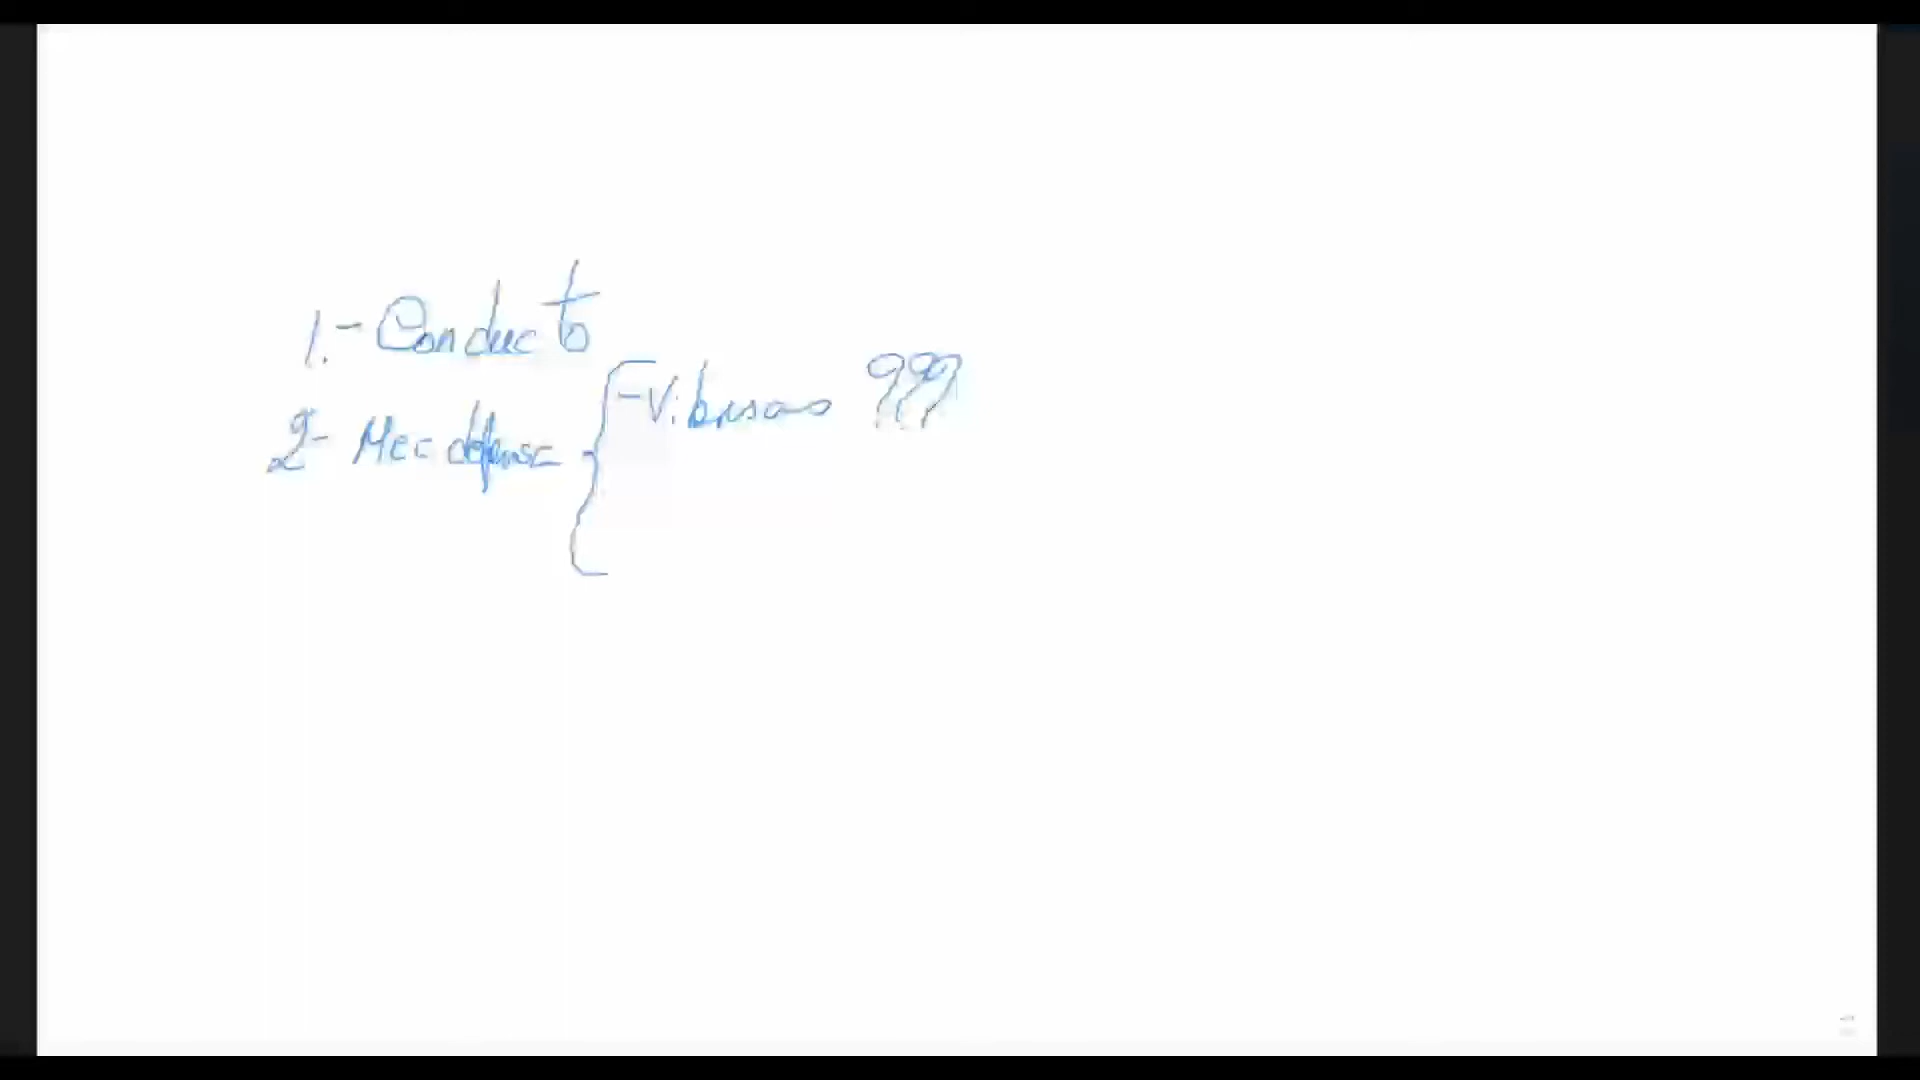 1.- Conducto
2- Mec defensa
- Vibrisas ???